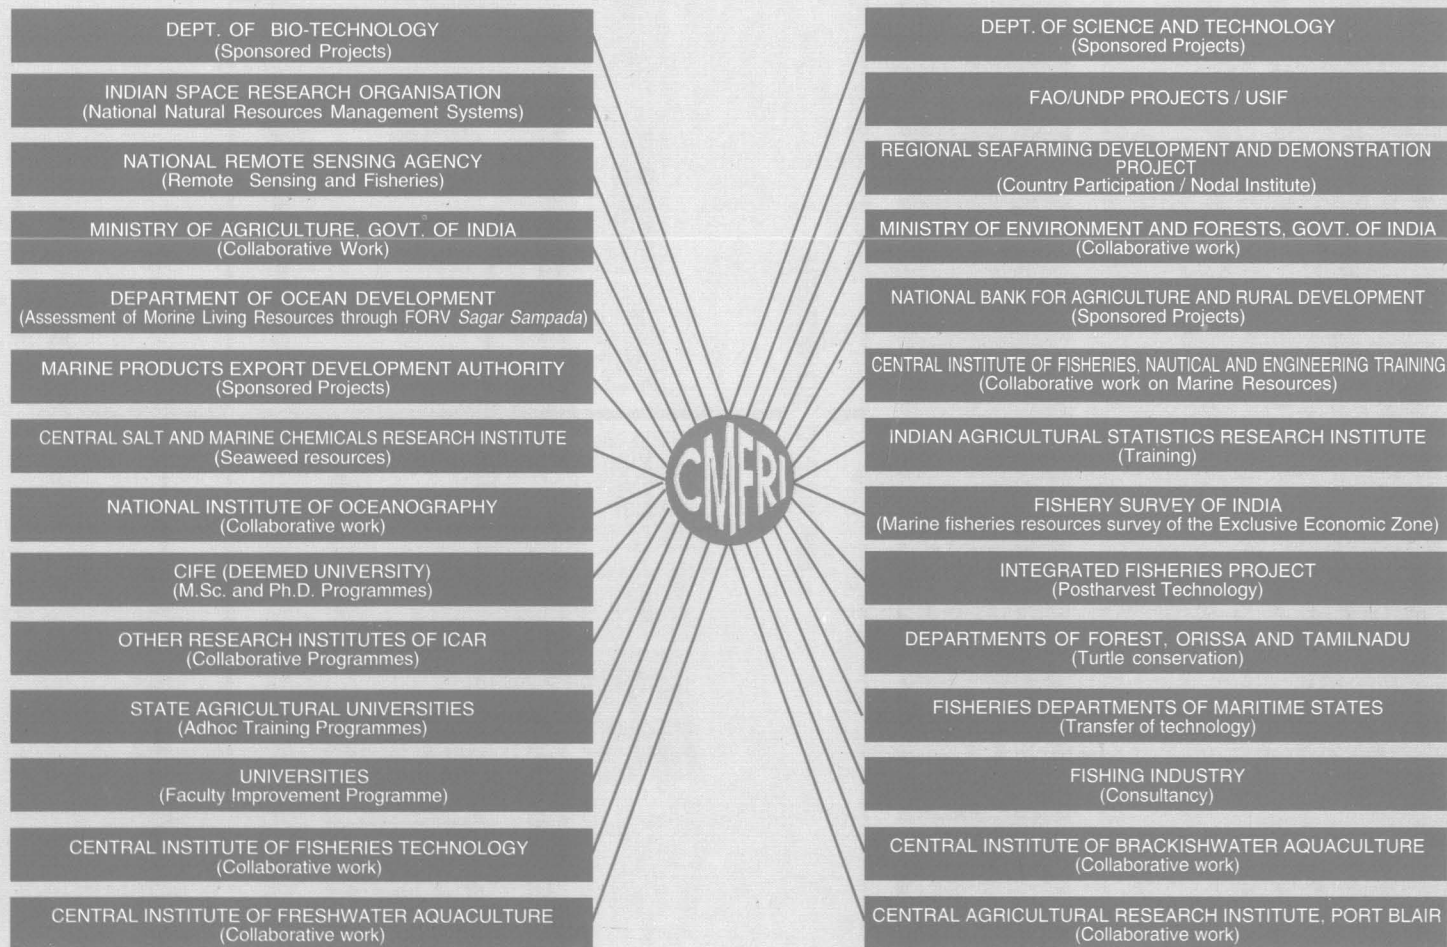 DEPT. OF BIO-TECHNOLOGY
(Sponsored Projects)
INDIAN SPACE RESEARCH ORGANISATION
(National Natural Resources Management Systems)
NATIONAL REMOTE SENSING AGENCY
(Remote Sensing and Fisheries)
MINISTRY OF AGRICULTURE, GOVT. OF INDIA
(Collaborative Work)
DEPARTMENT OF OCEAN DEVELOPMENT
(Assessment of Morine Living Resources through FORV Sagar Sampada)
MARINE PRODUCTS EXPORT DEVELOPMENT AUTHORITY
(Sponsored Projects)
CENTRAL SALT AND MARINE CHEMICALS RESEARCH INSTITUTE
(Seaweed resources)
NATIONAL INSTITUTE OF OCEANOGRAPHY
(Collaborative work)
CIFE (DEEMED UNIVERSITY)
(M.Sc. and Ph.D. Programmes)
OTHER RESEARCH INSTITUTES OF ICAR
(Collaborative Programmes)
STATE AGRICULTURAL UNIVERSITIES
(Adhoc Training Programmes)
UNIVERSITIES
(Faculty Improvement Programme)
CENTRAL INSTITUTE OF FISHERIES TECHNOLOGY
(Collaborative work)
CENTRAL INSTITUTE OF FRESHWATER AQUACULTURE
(Collaborative work)
CMFRI
DEPT. OF SCIENCE AND TECHNOLOGY
(Sponsored Projects)
FAO/UNDP PROJECTS / USIF
REGIONAL SEAFARMING DEVELOPMENT AND DEMONSTRATION
PROJECT
(Country Participation / Nodal Institute)
MINISTRY OF ENVIRONMENT AND FORESTS, GOVT. OF INDIA
(Collaborative work)
NATIONAL BANK FOR AGRICULTURE AND RURAL DEVELOPMENT
(Sponsored Projects)
CENTRAL INSTITUTE OF FISHERIES, NAUTICAL AND ENGINEERING TRAINING
(Collaborative work on Marine Resources)
INDIAN AGRICULTURAL STATISTICS RESEARCH INSTITUTE
(Training)
FISHERY SURVEY OF INDIA
(Marine fisheries resources survey of the Exclusive Economic Zone)
INTEGRATED FISHERIES PROJECT
(Postharvest Technology)
DEPARTMENTS OF FOREST, ORISSA AND TAMILNADU
(Turtle conservation)
FISHERIES DEPARTMENTS OF MARITIME STATES
(Transfer of technology)
FISHING INDUSTRY
(Consultancy)
CENTRAL INSTITUTE OF BRACKISHWATER AQUACULTURE
(Collaborative work)
CENTRAL AGRICULTURAL RESEARCH INSTITUTE, PORT BLAIR
(Collaborative work)